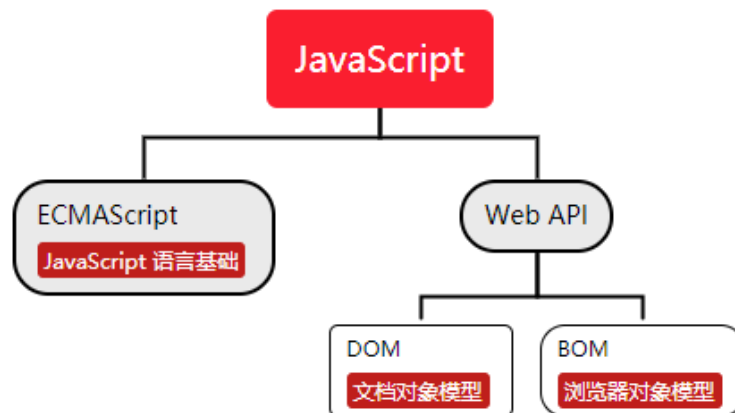 JavaScript
ECMAScript
JavaScript 语言基础
Web API
DOM
文档对象模型
BOM
浏览器对象模型